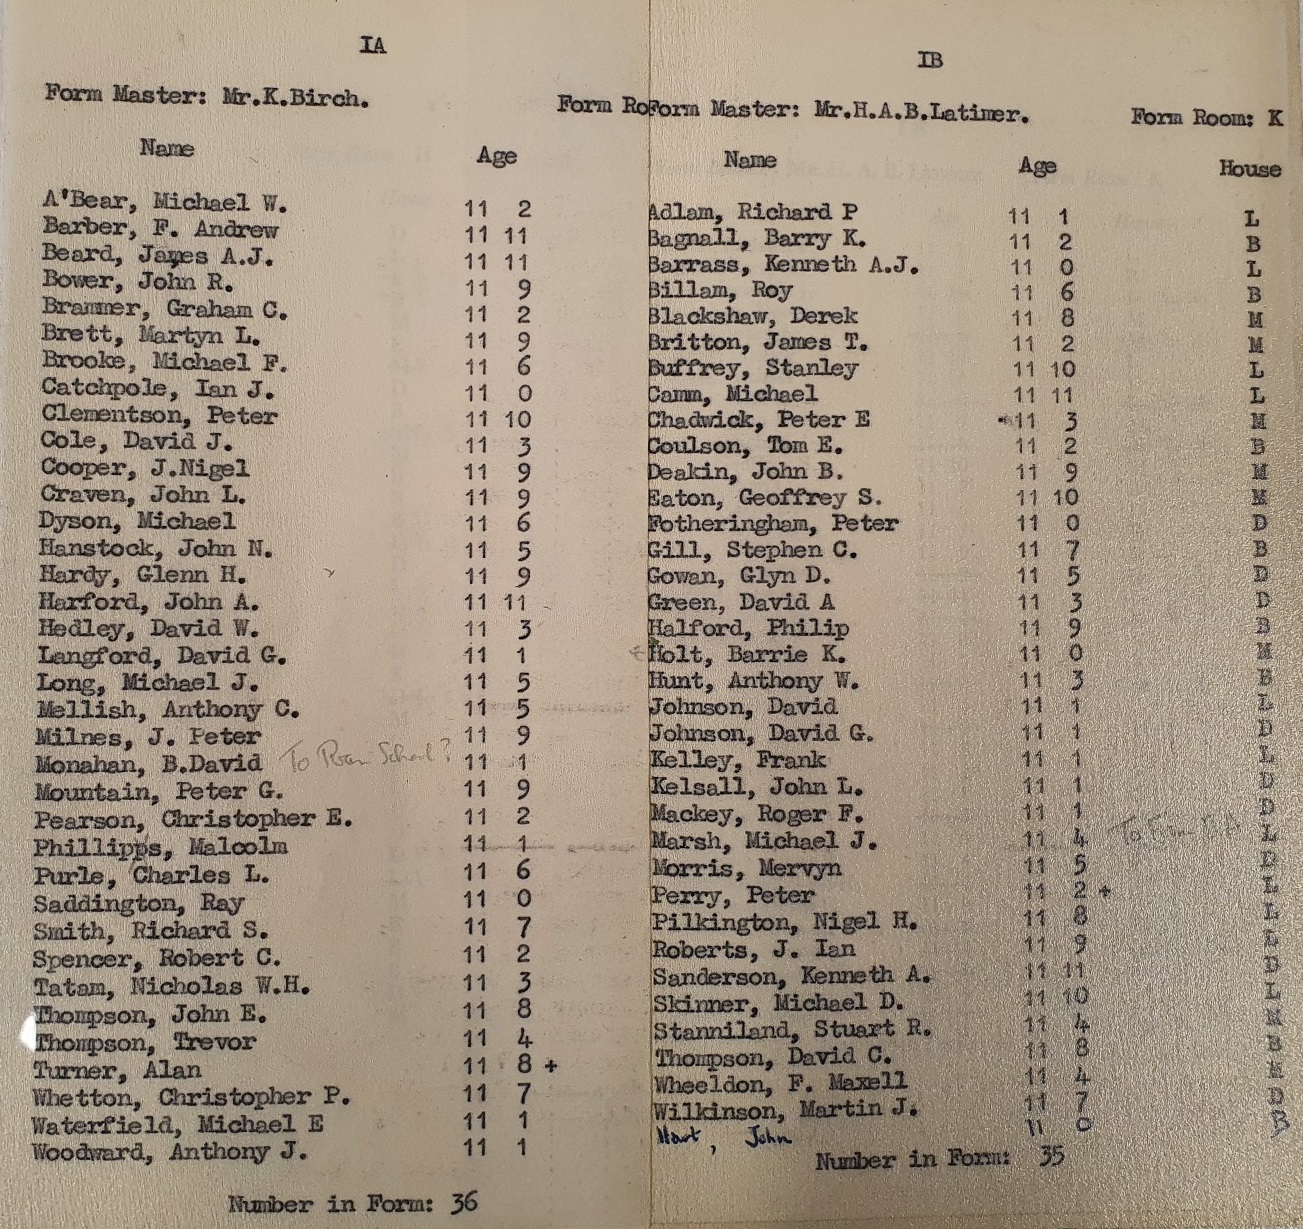 IA
Form Master: Mr.K.Birch.
Form Ro
Name Age
A'Bear, Michael W. 11 2
Barber, F. Andrew 11 11
Beard, James A.J. 11 11
Bower, John R. 11 9
Brammer, Graham C. 11 2
Brett, Martyn L. 11 9
Brooke, Michael F. 11 6
Catchpole, Ian J. 11 0
Clementson, Peter 11 10
Cole, David J. 11 3
Cooper, J.Nigel 11 9
Craven, John L. 11 9
Dyson, Michael 11 6
Hanstock, John N. 11 5
Hardy, Glenn H. 11 9
Harford, John A. 11 11
Hedley, David W. 11 3
Langford, David G. 11 1
Long, Michael J. 11 5
Mellish, Anthony C. 11 5
Milnes, J. Peter 11 9
Monahan, B.David To School? 11 1
Mountain, Peter G. 11 9
Pearson, Christopher E. 11 2
Phillipps, Malcolm 11 1
Purle, Charles L. 11 6
Saddington, Ray 11 0
Smith, Richard S. 11 7
Spencer, Robert C. 11 2
Tatam, Nicholas W.H. 11 3
Thompson, John E. 11 8
Thompson, Trevor 11 4
Turner, Alan 11 8 +
Whetton, Christopher P. 11 7
Waterfield, Michael E 11 1
Woodward, Anthony J. 11 1
Number in Form: 36
IB
Form Master: Mr.H.A.B.Latimer. Form Room: K
Name Age House
Adlam, Richard P 11 1 L
Bagnall, Barry K. 11 2 B
Barrass, Kenneth A.J. 11 0 L
Billam, Roy 11 6 B
Blackshaw, Derek 11 8 M
Britton, James T. 11 2 M
Buffrey, Stanley 11 10 L
Camm, Michael 11 11 L
Chadwick, Peter E 11 3 M
Coulson, Tom E. 11 2 B
Deakin, John B. 11 9 M
Eaton, Geoffrey S. 11 10 M
Fotheringham, Peter 11 0 D
Gill, Stephen C. 11 7 B
Gowan, Glyn D. 11 5 D
Green, David A 11 3 D
Halford, Philip 11 9 B
Holt, Barrie K. 11 0 M
Hunt, Anthony W. 11 3 B
Johnson, David 11 1 L
Johnson, David G. 11 1 D
Kelley, Frank 11 1 L
Kelsall, John L. 11 1 D
Mackey, Roger F. 11 1 D
Marsh, Michael J. 11 4 L
Morris, Mervyn 11 5 D
Perry, Peter 11 2 + L
Pilkington, Nigel H. 11 8 L
Roberts, J. Ian 11 9
Sanderson, Kenneth A. 11 11 D
Skinner, Michael D. 11 10 L
Stanniland, Stuart R. 11 4
Thompson, David C. 11 8
Wheeldon, F. Maxell 11 4
Wilkinson, Martin J. 11 7 D
Hart, John 11 0 B
Number in Form: 35